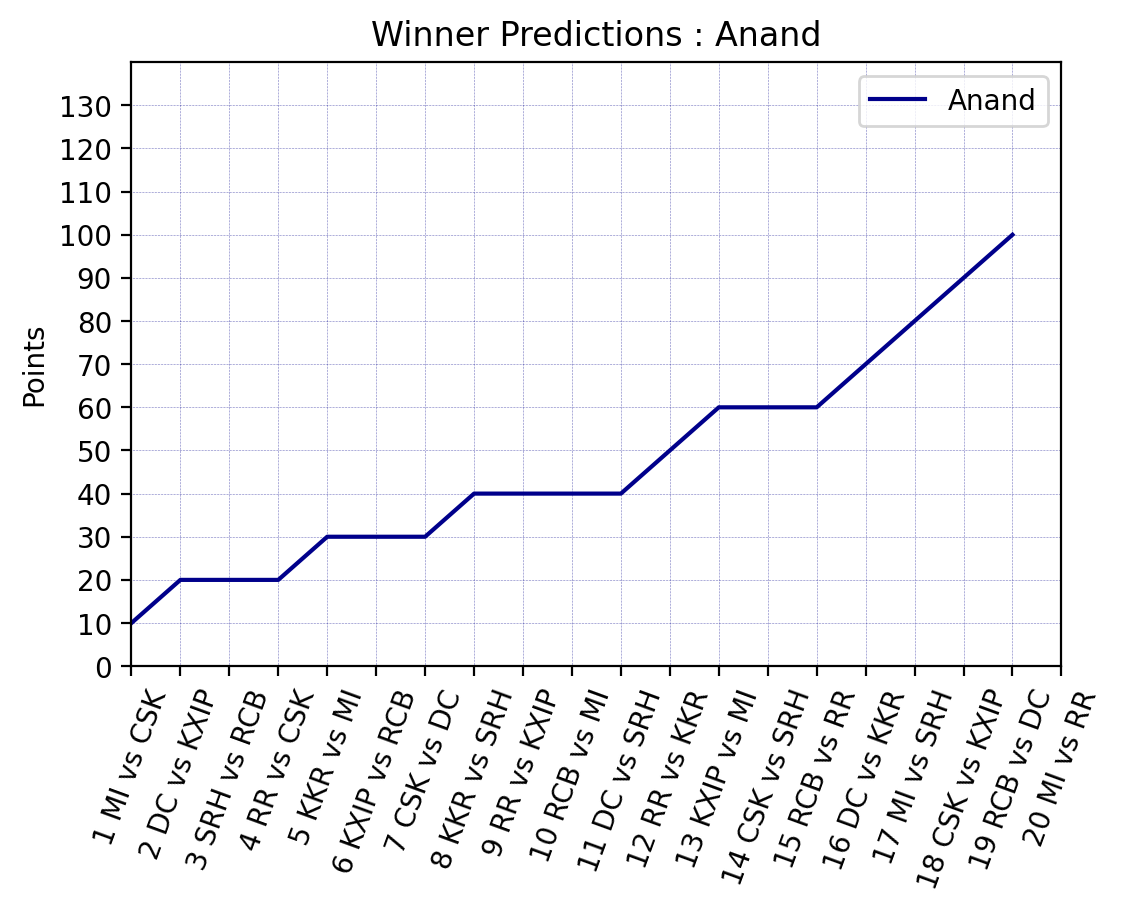 Winner Predictions : Anand
Anand
Points
130
120
110
100
90
80
70
60
50
40
30
20
10
0
1 MI vs CSK
2 DC vs KXIP
3 SRH vs RCB
4 RR vs CSK
5 KKR vs MI
6 KXIP vs RCB
7 CSK vs DC
8 KKR vs SRH
9 RR vs KXIP
10 RCB vs MI
11 DC vs SRH
12 RR vs KKR
13 KXIP vs MI
14 CSK vs SRH
15 RCB vs RR
16 DC vs KKR
17 MI vs SRH
18 CSK vs KXIP
19 RCB vs DC
20 MI vs RR